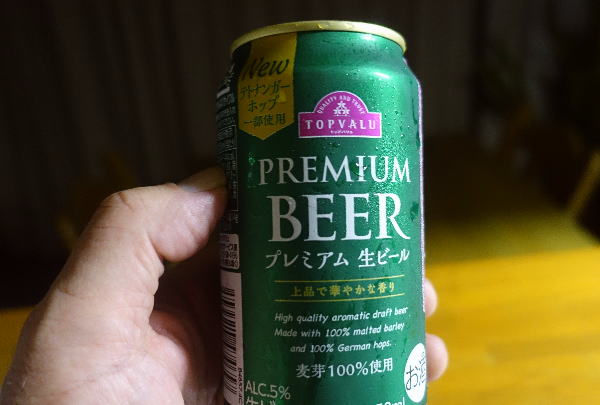 New
テトナンガー
ホップ
一部使用
QUALITY AND TRUST
TOPVALU
トップバリュ
PREMIUM
BEER
プレミアム 生ビール
上品で華やかな香り
High quality aromatic draft beer
Made with 100% malted barley
and 100% German hops.
麦芽100%使用
お酒
ALC.5%